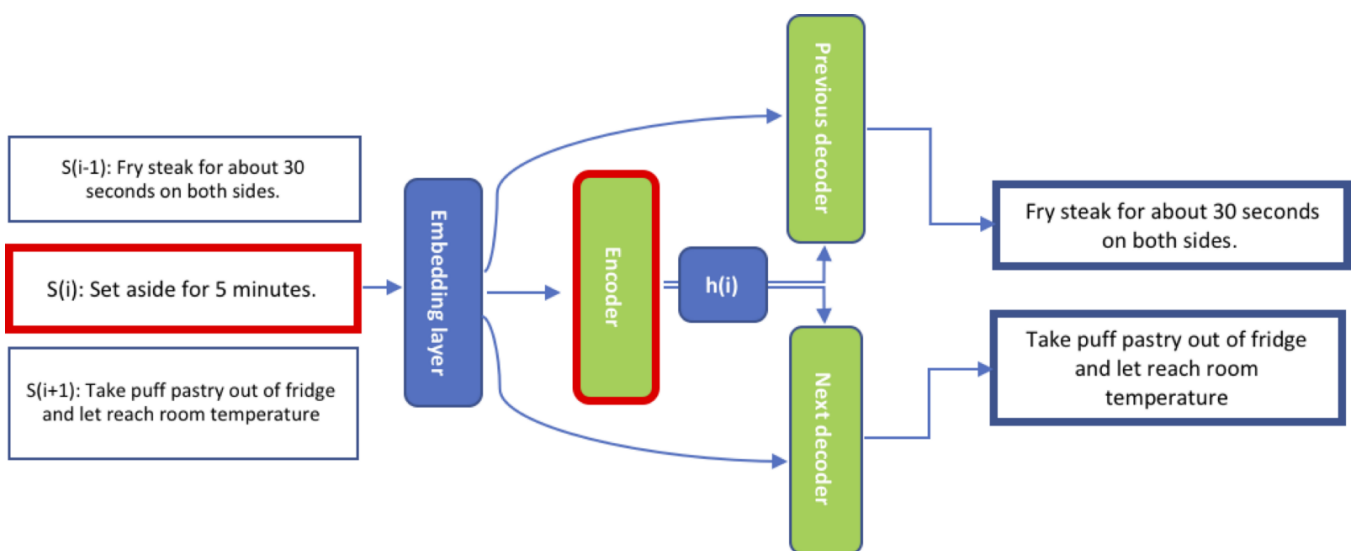 S(i-1): Fry steak for about 30
seconds on both sides.
S(i): Set aside for 5 minutes.
S(i+1): Take puff pastry out of fridge
and let reach room temperature
Embedding layer
Encoder
h(i)
Previous decoder
Next decoder
Fry steak for about 30 seconds
on both sides.
Take puff pastry out of fridge
and let reach room
temperature